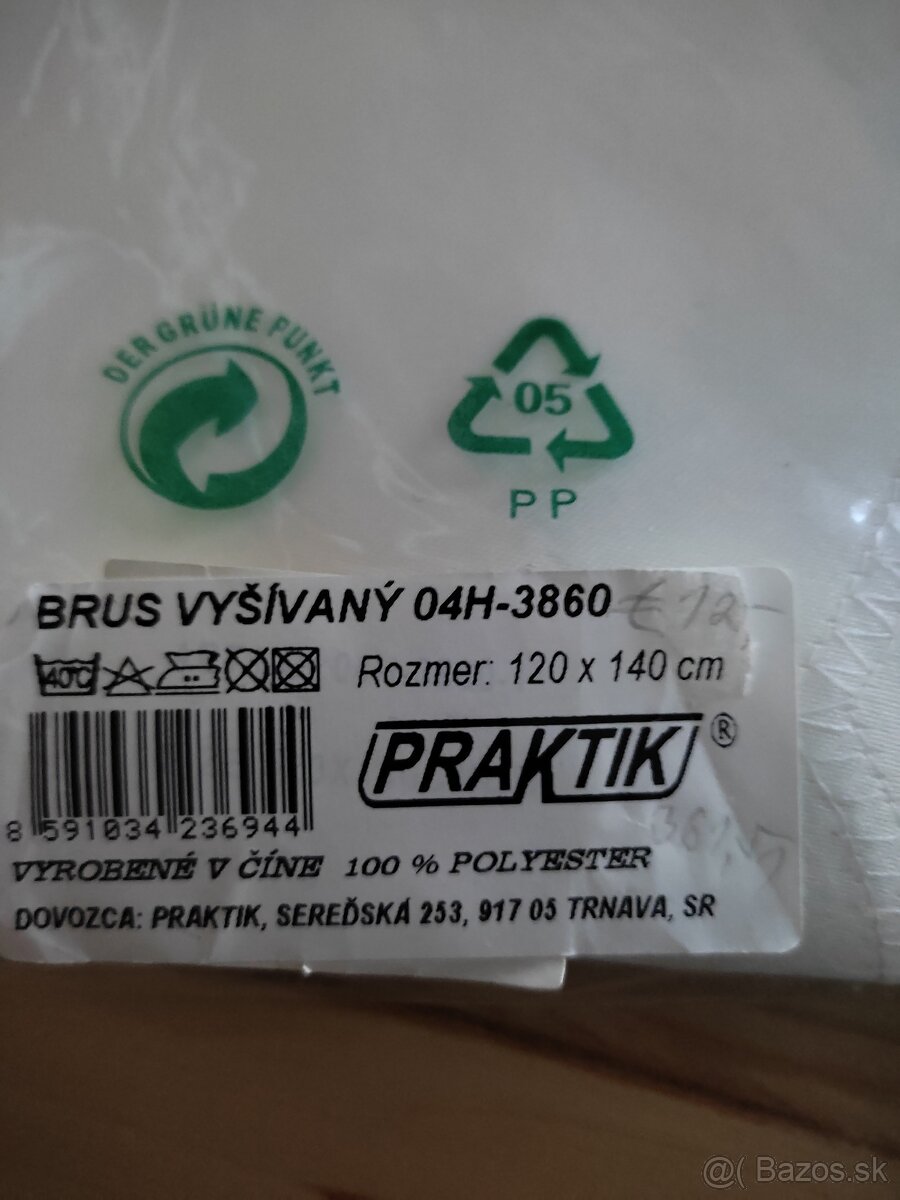 DER GRÜNE PUNKT
05
PP
BRUS VYŠÍVANÝ 04H-3860 € 12,-
40°C
Rozmer: 120 x 140 cm
PRAKTIK ®
8 591034 236944
VYROBENÉ V ČÍNE 100 % POLYESTER
DOVOZCA: PRAKTIK, SEREĎSKÁ 253, 917 05 TRNAVA, SR
@( Bazos.sk